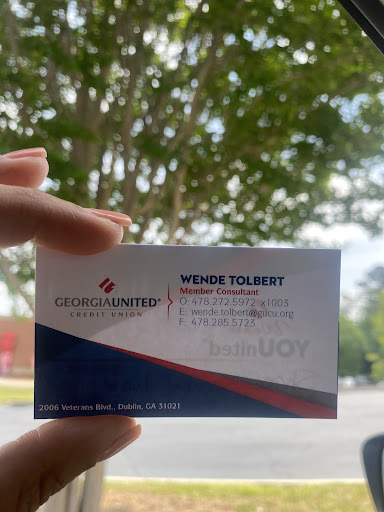 GEORGIAUNITED®
CREDIT UNION
WENDE TOLBERT
Member Consultant
O: 478.272.5972 x1003
E: wende.tolbert@gucu.org
F: 478.285.5723
YOUnited
2006 Veterans Blvd., Dublin, GA 31021